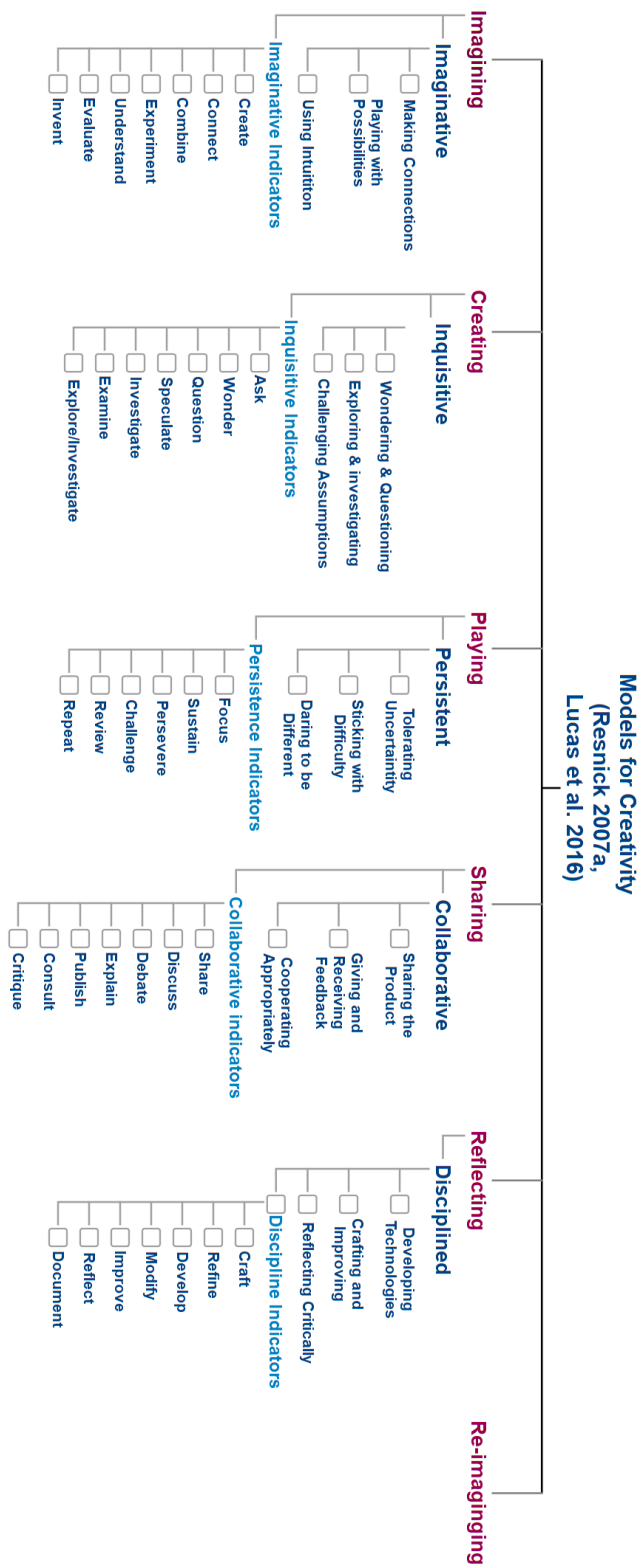 Models for Creativity
(Resnick 2007a,
Lucas et al. 2016)
Imagining
Imaginative
Making Connections
Playing with
Possibilities
Using Intuititon
Imaginative Indicators
Create
Connect
Combine
Experiment
Understand
Evaluate
Invent
Creating
Inquisitive
Wondering & Questioning
Exploring & investigating
Challenging Assumptions
Inquisitive Indicators
Ask
Wonder
Question
Speculate
Investigate
Examine
Explore/Investigate
Playing
Persistent
Tolerating
Uncertaintity
Sticking with
Difficulty
Daring to be
Different
Persistence Indicators
Focus
Sustain
Persevere
Challenge
Review
Repeat
Sharing
Collaborative
Sharing the
Product
Giving and
Receiving
Feedback
Cooperating
Appropriately
Collaborative indicators
Share
Discuss
Debate
Explain
Publish
Consult
Critique
Reflecting
Disciplined
Developing
Technologies
Crafting and
Improving
Reflecting Critically
Discipline Indicators
Craft
Refine
Develop
Modify
Improve
Reflect
Document
Re-imaginging